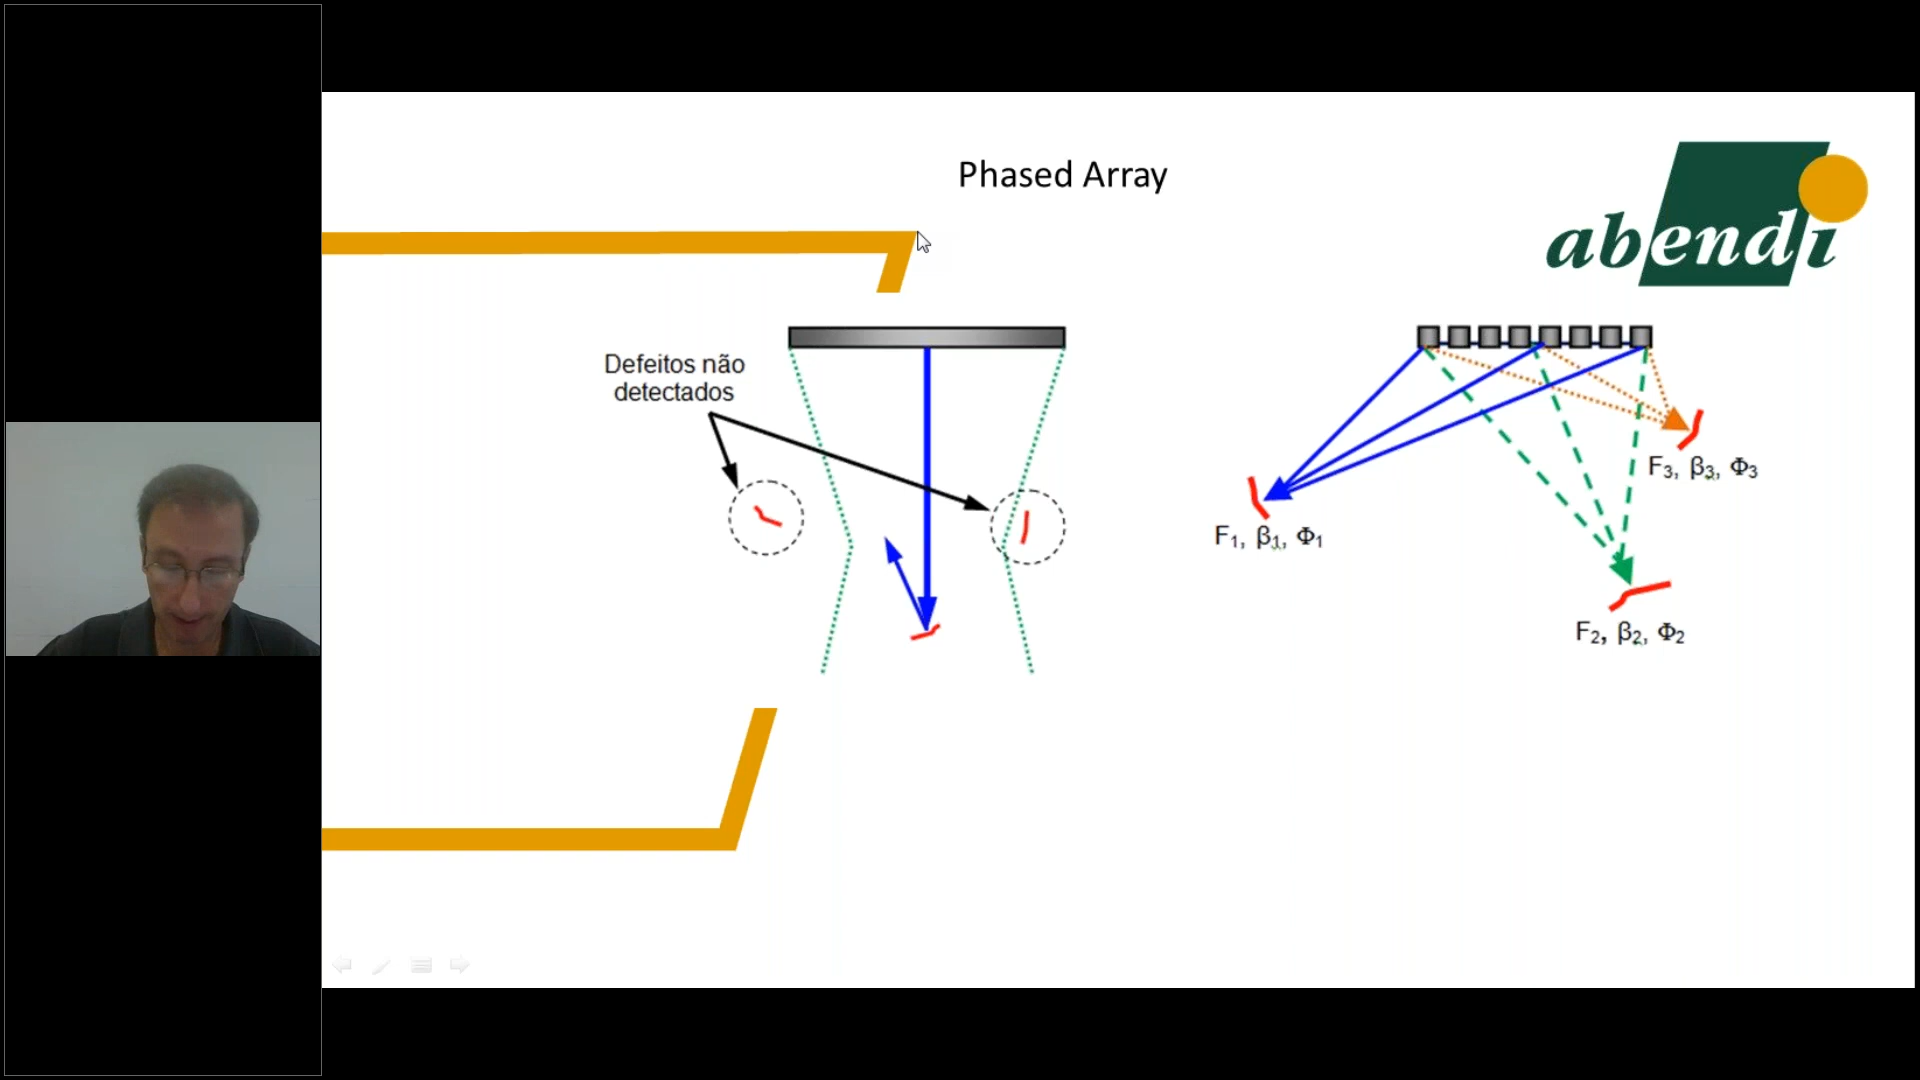 Phased Array
abendi
Defeitos não
detectados
F₃, β₃, Φ₃
F₁, β₁, Φ₁
F₂, β₂, Φ₂